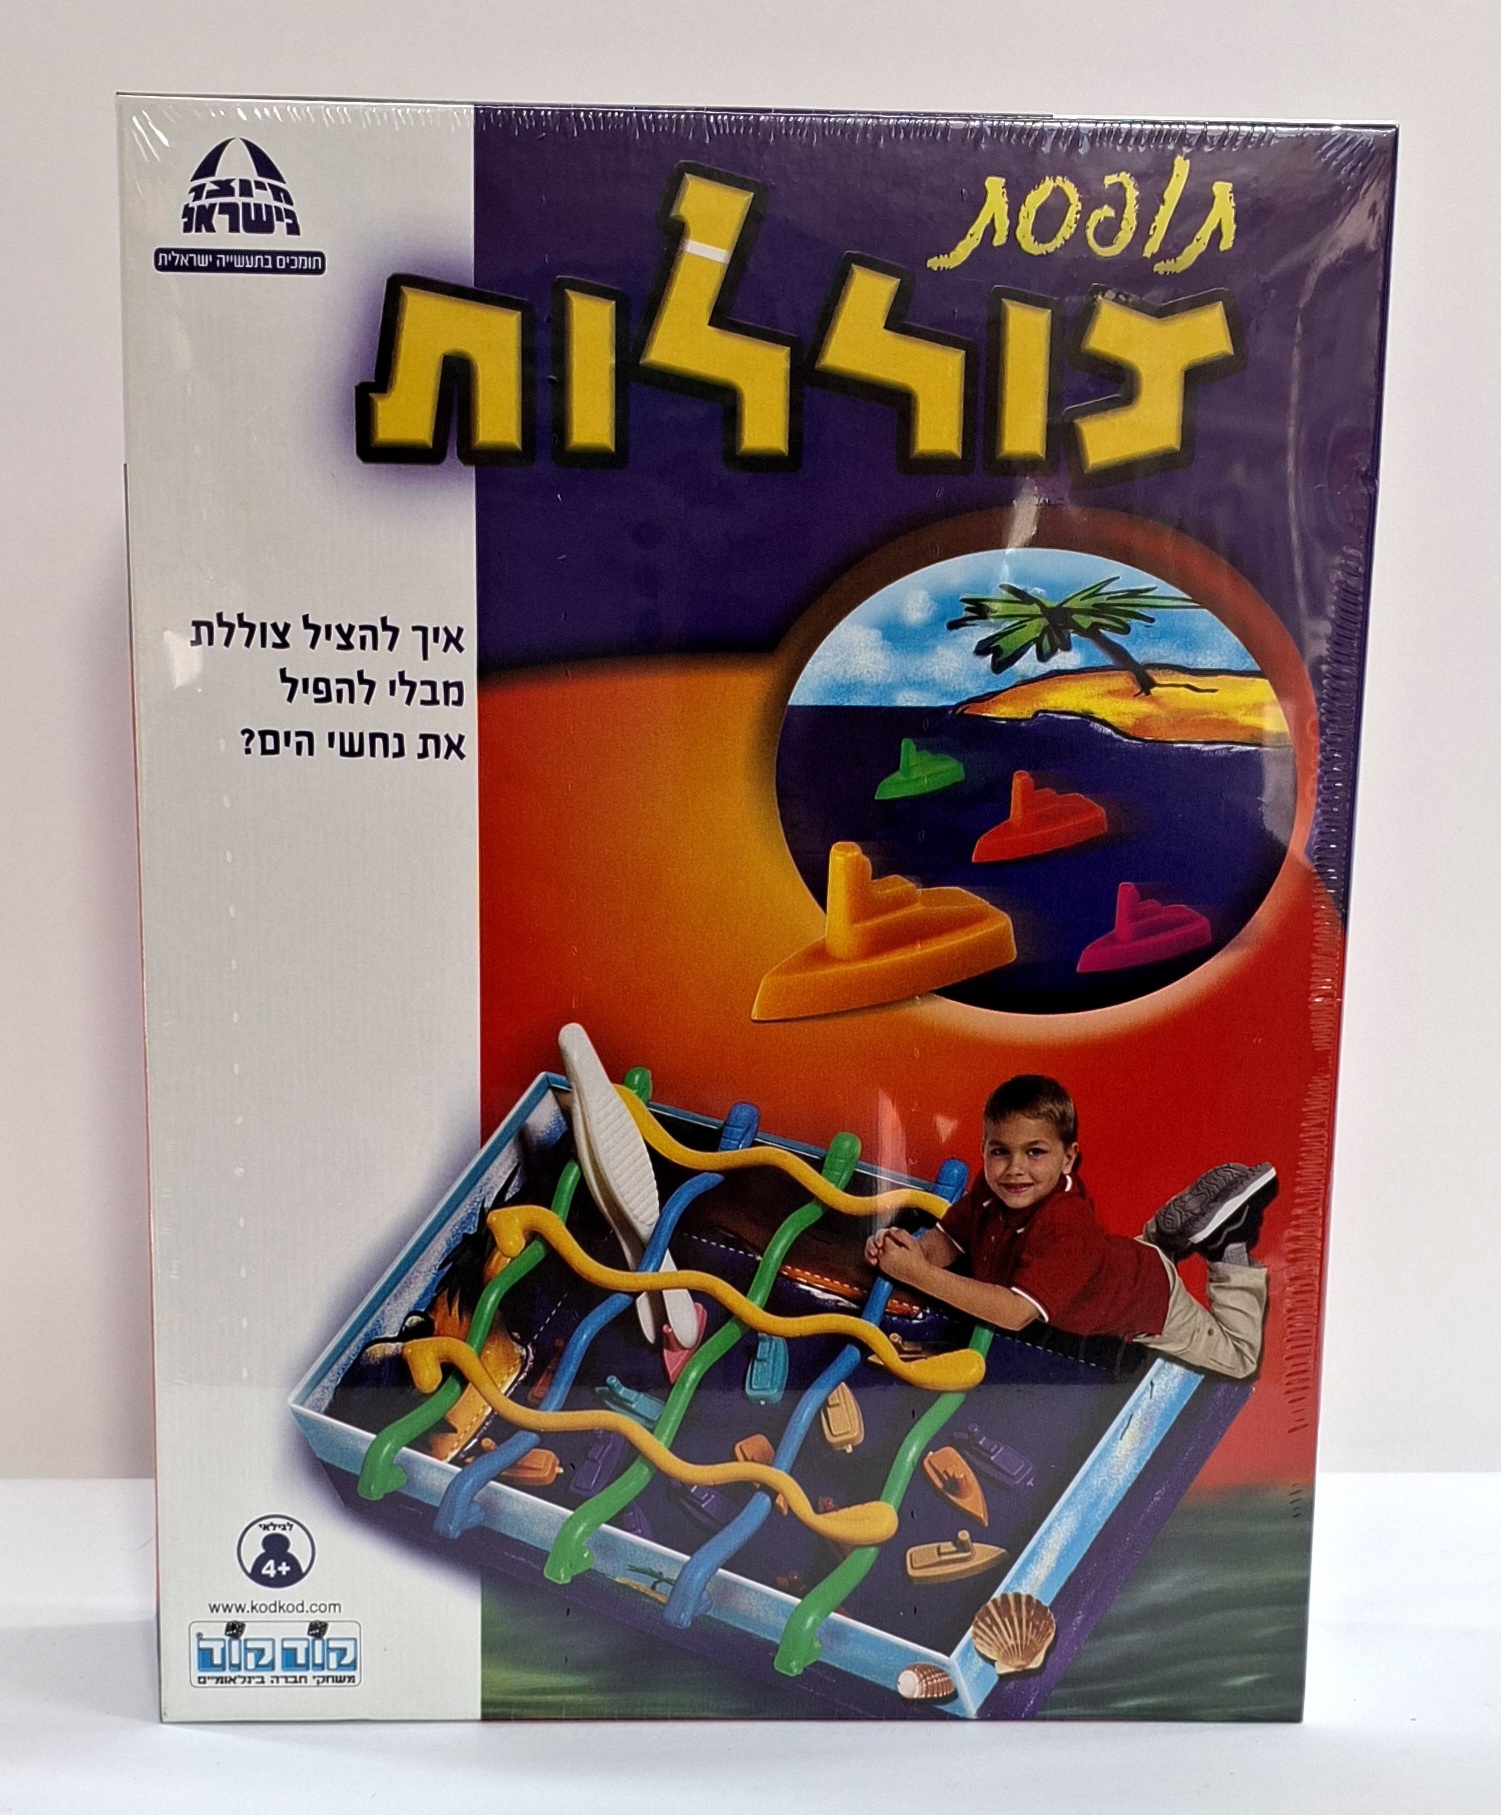 תוצר
בישראל
תומכים בתעשייה ישראלית
תופסת
צוללות
איך להציל צוללת
מבלי להפיל
את נחשי הים?
לגילאי
4+
www.kodkod.com
קוד קוד
משחקי חברה בינלאומיים